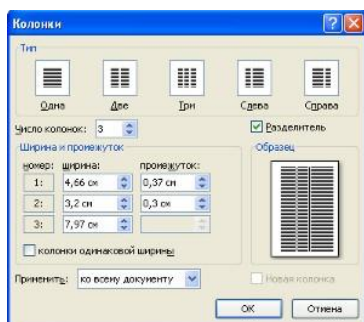 Колонки
Тип
Одна
Две
Три
Слева
Справа
Число колонок: 3
Разделитель
Ширина и промежуток
Образец
номер: ширина: промежуток:
1: 4,66 см 0,37 см
2: 3,2 см 0,3 см
3: 7,97 см
колонки одинаковой ширины
Применить: ко всему документу
Новая колонка
ОК
Отмена